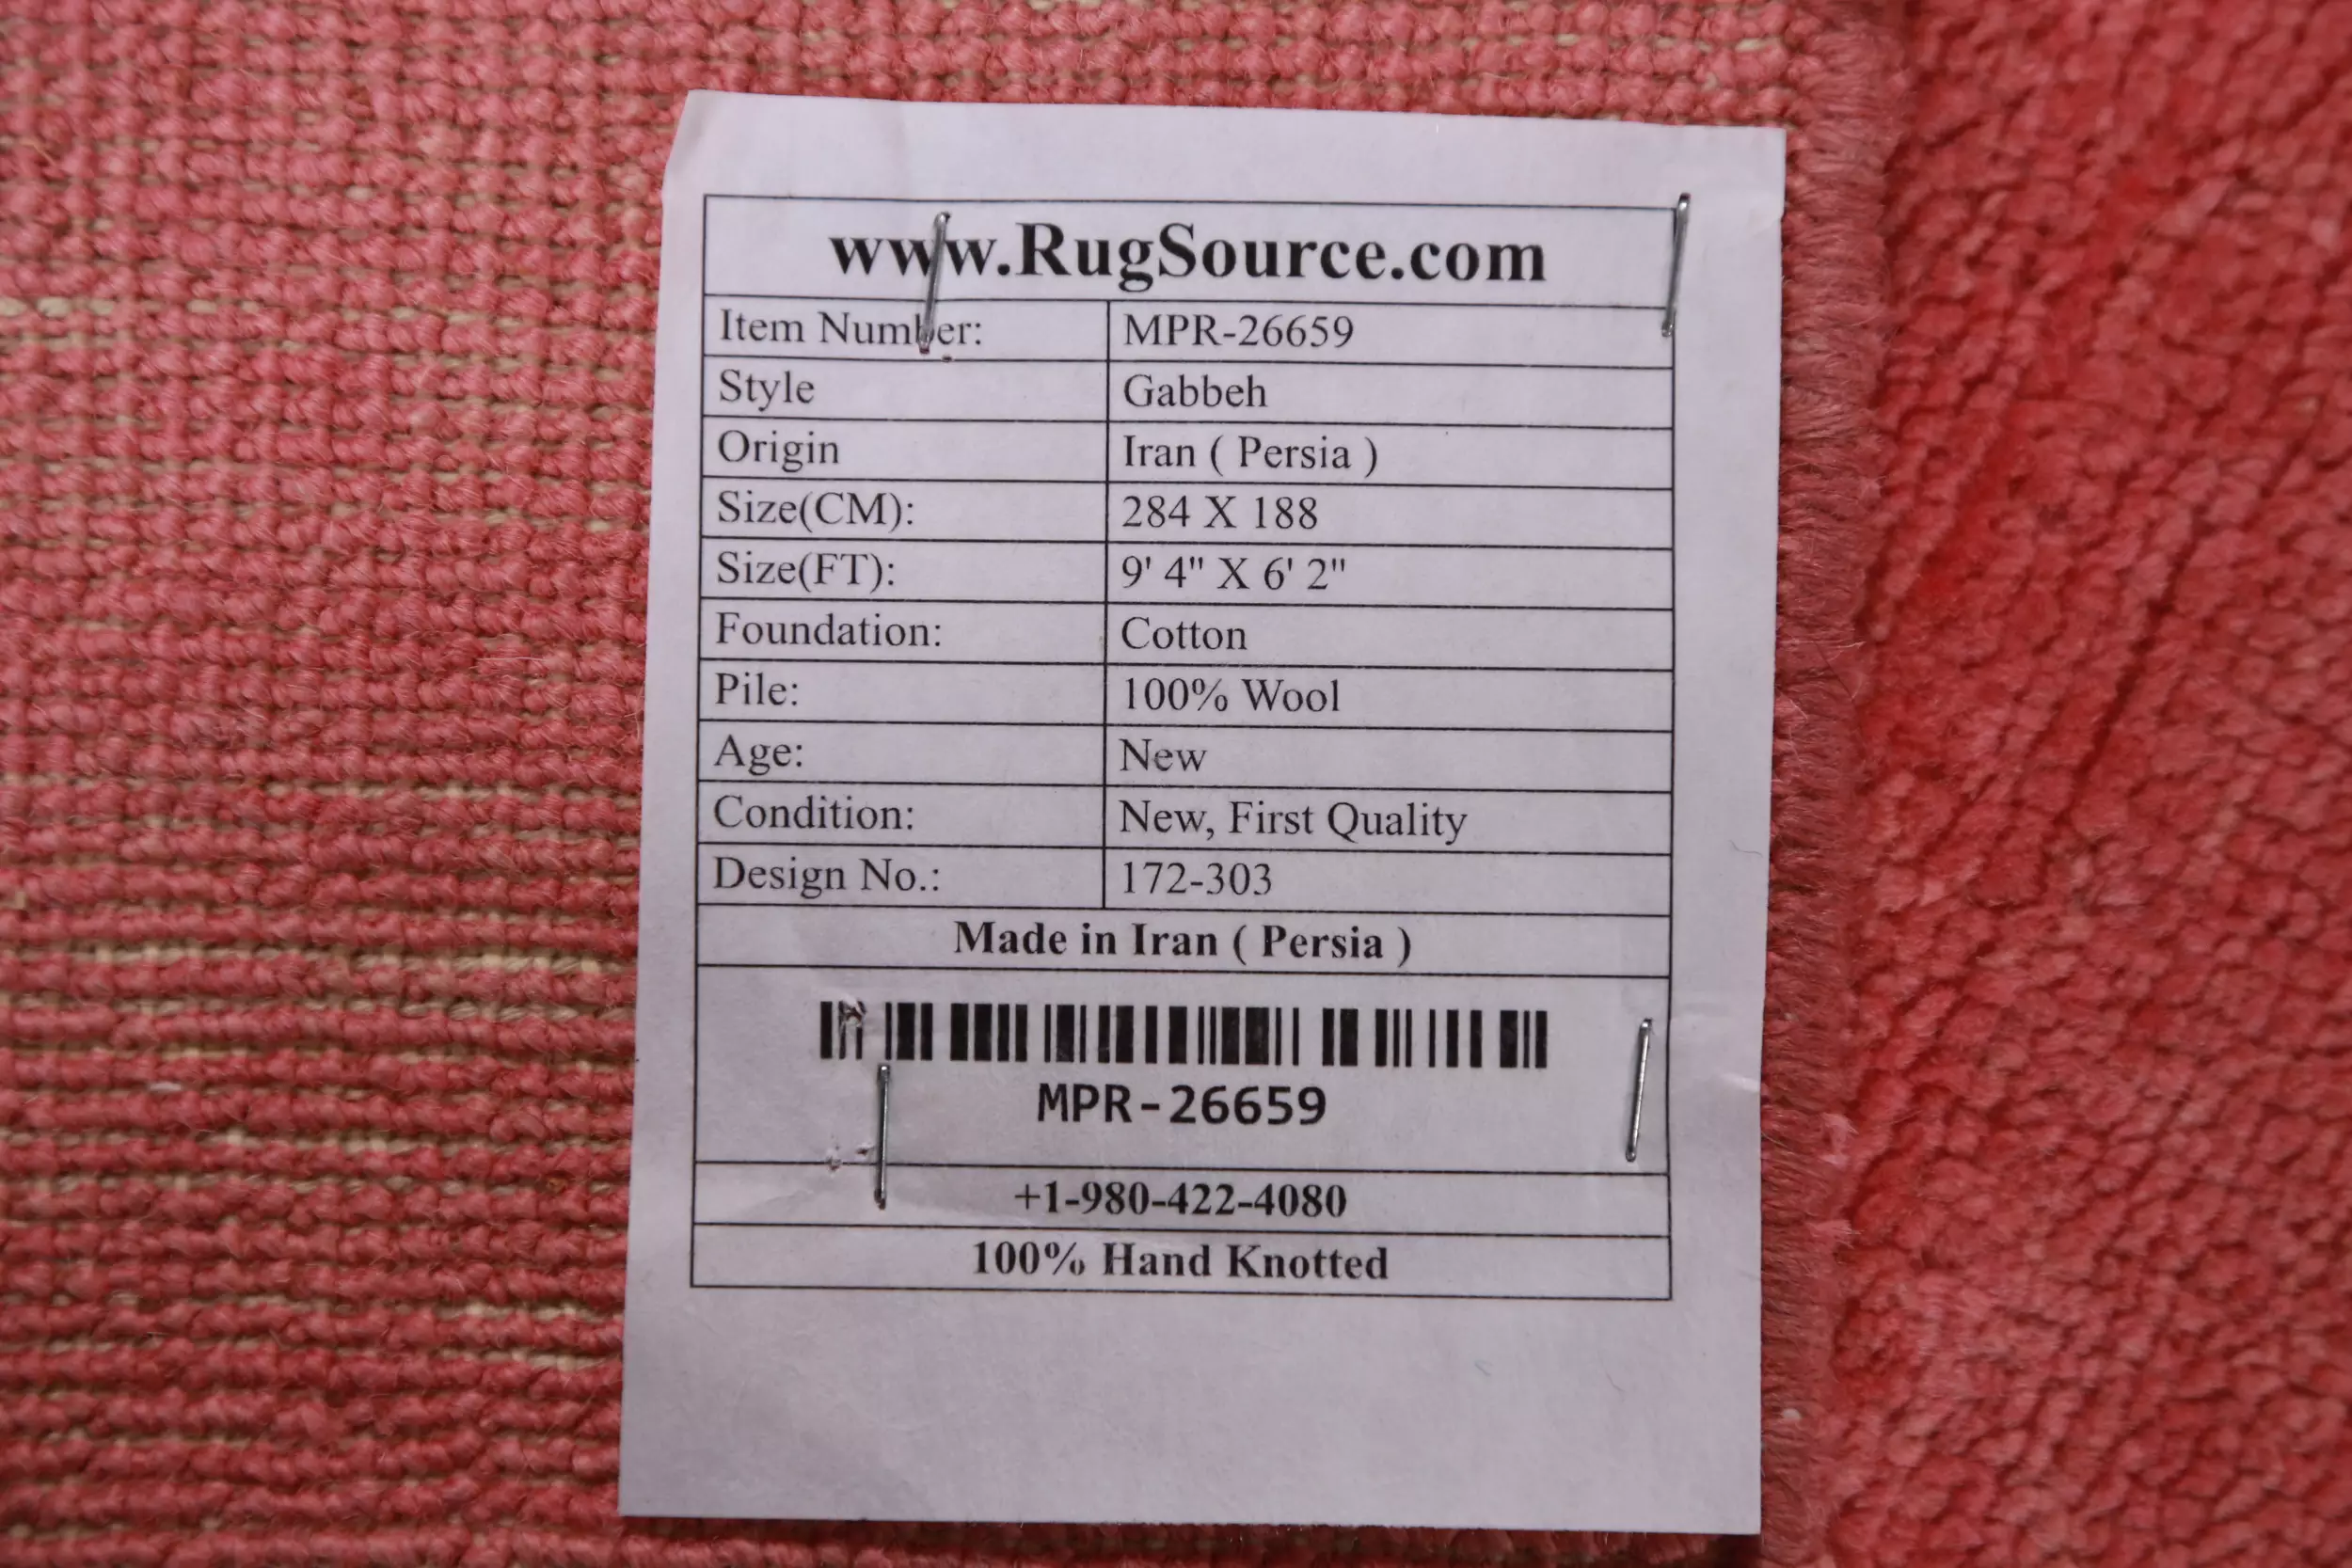 www.RugSource.com
Item Number: MPR-26659
Style Gabbeh
Origin Iran ( Persia )
Size(CM): 284 X 188
Size(FT): 9' 4" X 6' 2"
Foundation: Cotton
Pile: 100% Wool
Age: New
Condition: New, First Quality
Design No.: 172-303
Made in Iran ( Persia )
MPR-26659
+1-980-422-4080
100% Hand Knotted